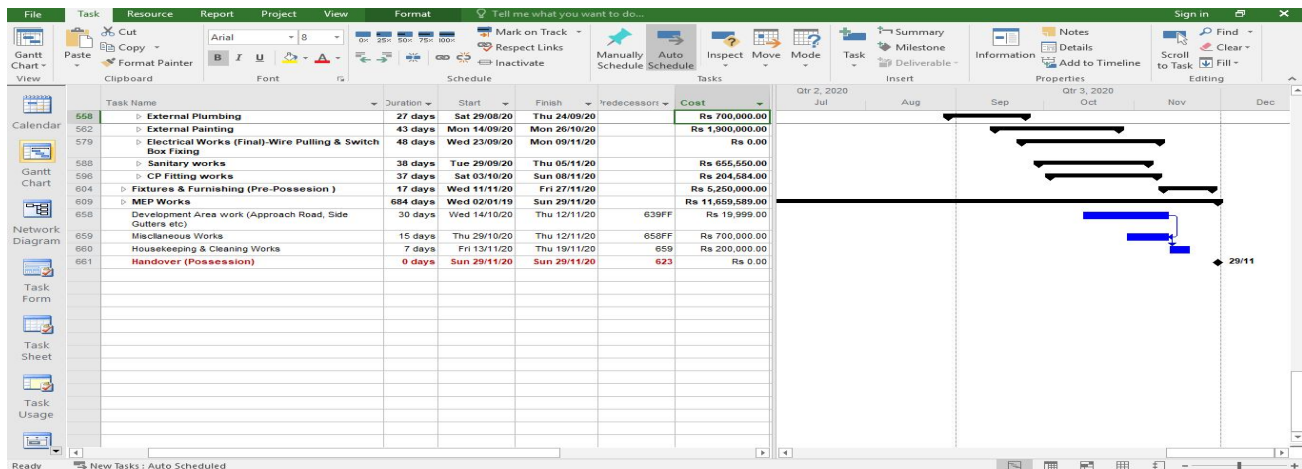 File Task Resource Report Project View Format Tell me what you want to do... Sign in
Gantt Chart
View
Paste
Cut
Copy
Format Painter
Clipboard
Arial 8
B I U A
Font
0% 25% 50% 75% 100%
Mark on Track
Respect Links
Inactivate
Schedule
Manually Schedule
Auto Schedule
Inspect
Move
Mode
Tasks
Task
Summary
Milestone
Deliverable
Insert
Information
Notes
Details
Add to Timeline
Properties
Scroll to Task
Find
Clear
Fill
Editing
Calendar
Gantt Chart
Network Diagram
Task Form
Task Sheet
Task Usage
Task Name Duration Start Finish Predecessors Cost
558 External Plumbing 27 days Sat 29/08/20 Thu 24/09/20 Rs 700,000.00
562 External Painting 43 days Mon 14/09/20 Mon 26/10/20 Rs 1,900,000.00
579 Electrical Works (Final)-Wire Pulling & Switch 48 days Wed 23/09/20 Mon 09/11/20 Rs 0.00
Box Fixing
588 Sanitary works 38 days Tue 29/09/20 Thu 05/11/20 Rs 655,550.00
596 CP Fitting works 37 days Sat 03/10/20 Sun 08/11/20 Rs 204,584.00
604 Fixtures & Furnishing (Pre-Possesion ) 17 days Wed 11/11/20 Fri 27/11/20 Rs 5,250,000.00
609 MEP Works 684 days Wed 02/01/19 Sun 29/11/20 Rs 11,659,589.00
658 Development Area work (Approach Road, Side 30 days Wed 14/10/20 Thu 12/11/20 639FF Rs 19,999.00
Gutters etc)
659 Miscllaneous Works 15 days Thu 29/10/20 Thu 12/11/20 658FF Rs 700,000.00
660 Housekeeping & Cleaning Works 7 days Fri 13/11/20 Thu 19/11/20 659 Rs 200,000.00
661 Handover (Possession) 0 days Sun 29/11/20 Sun 29/11/20 623 Rs 0.00
Qtr 2, 2020 Qtr 3, 2020
Jul Aug Sep Oct Nov Dec
29/11
Ready New Tasks : Auto Scheduled